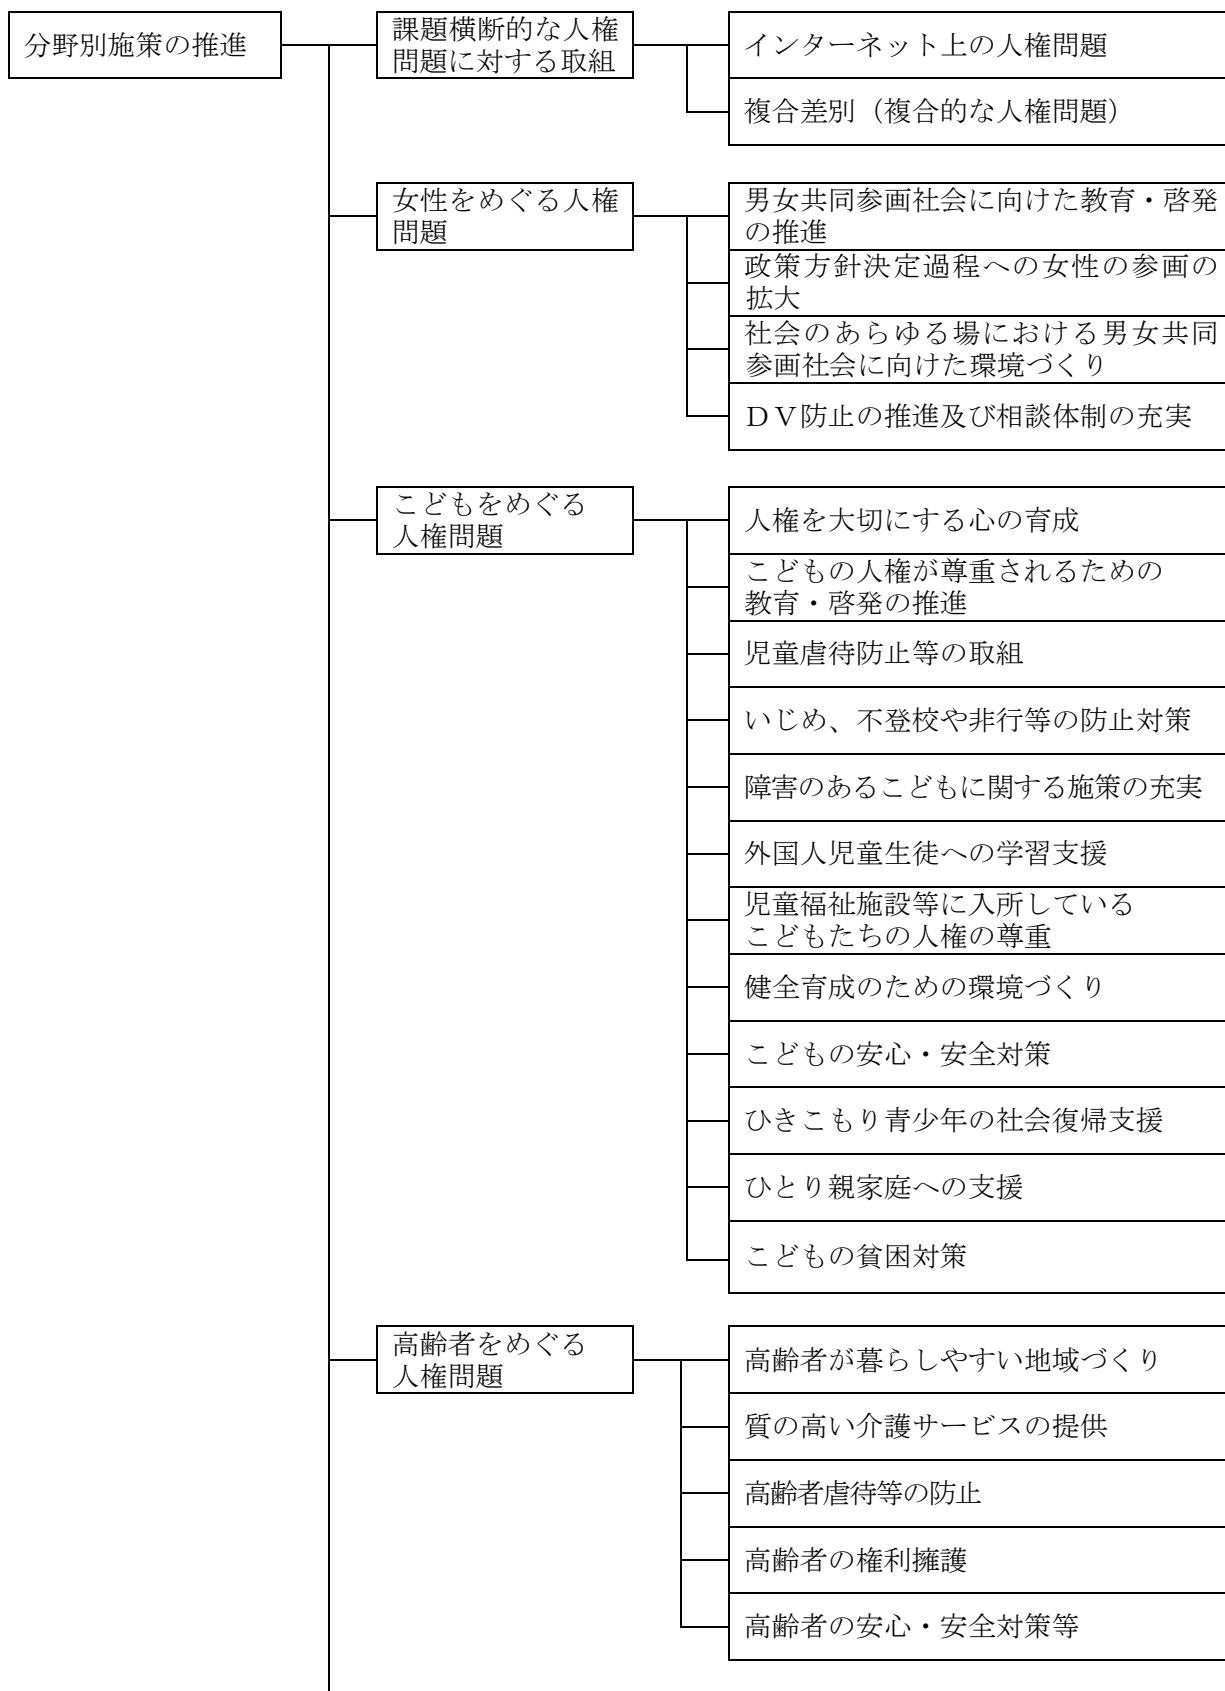 分野別施策の推進
課題横断的な人権
問題に対する取組
インターネット上の人権問題
複合差別（複合的な人権問題）
女性をめぐる人権
問題
男女共同参画社会に向けた教育・啓発
の推進
政策方針決定過程への女性の参画の
拡大
社会のあらゆる場における男女共同
参画社会に向けた環境づくり
ＤＶ防止の推進及び相談体制の充実
こどもをめぐる
人権問題
人権を大切にする心の育成
こどもの人権が尊重されるための
教育・啓発の推進
児童虐待防止等の取組
いじめ、不登校や非行等の防止対策
障害のあるこどもに関する施策の充実
外国人児童生徒への学習支援
児童福祉施設等に入所している
こどもたちの人権の尊重
健全育成のための環境づくり
こどもの安心・安全対策
ひきこもり青少年の社会復帰支援
ひとり親家庭への支援
こどもの貧困対策
高齢者をめぐる
人権問題
高齢者が暮らしやすい地域づくり
質の高い介護サービスの提供
高齢者虐待等の防止
高齢者の権利擁護
高齢者の安心・安全対策等